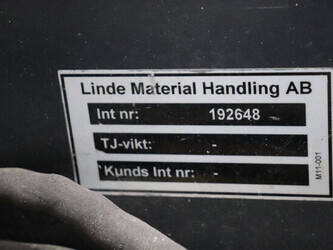 Linde Material Handling AB
Int nr: 192648
TJ-vikt: -
Kunds Int nr: -
M11-001